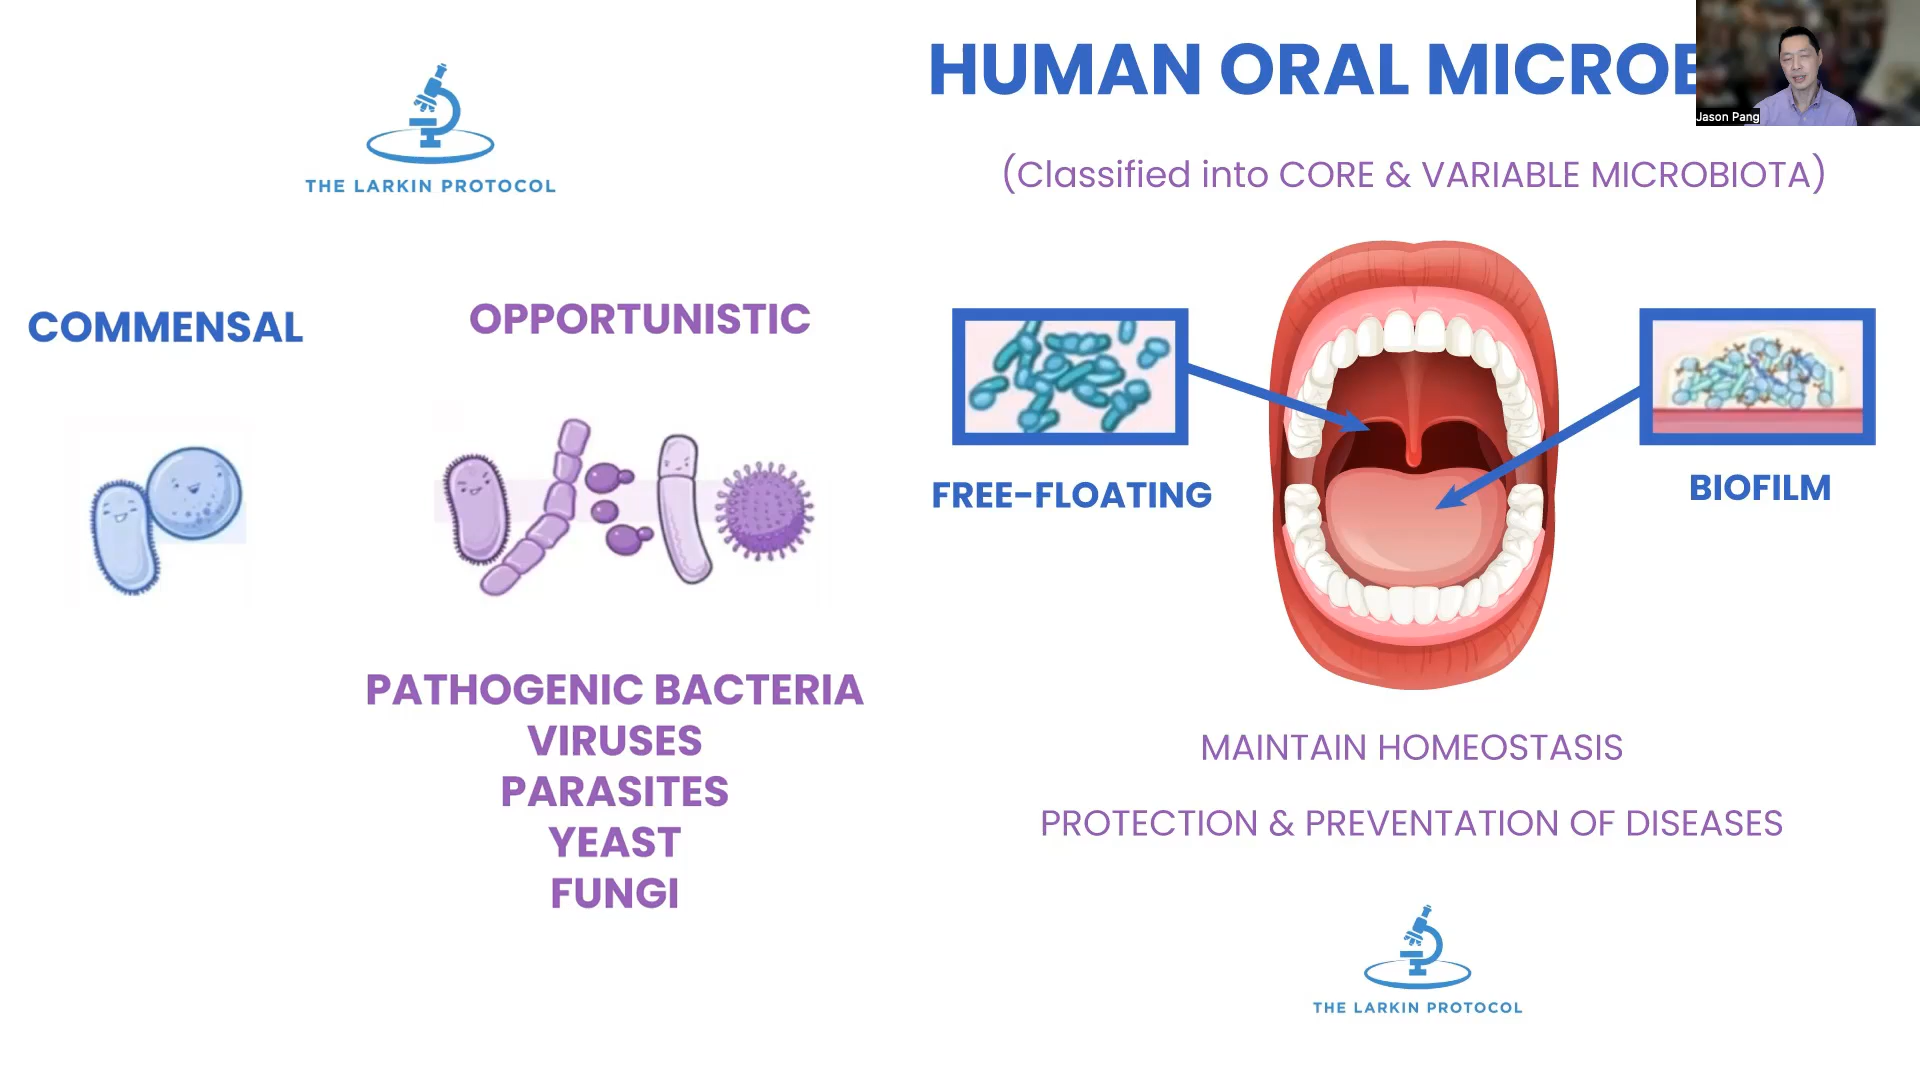 THE LARKIN PROTOCOL
COMMENSAL
OPPORTUNISTIC
PATHOGENIC BACTERIA
VIRUSES
PARASITES
YEAST
FUNGI
HUMAN ORAL MICROB
Jason Pang
(Classified into CORE & VARIABLE MICROBIOTA)
FREE-FLOATING
BIOFILM
MAINTAIN HOMEOSTASIS
PROTECTION & PREVENTATION OF DISEASES
THE LARKIN PROTOCOL